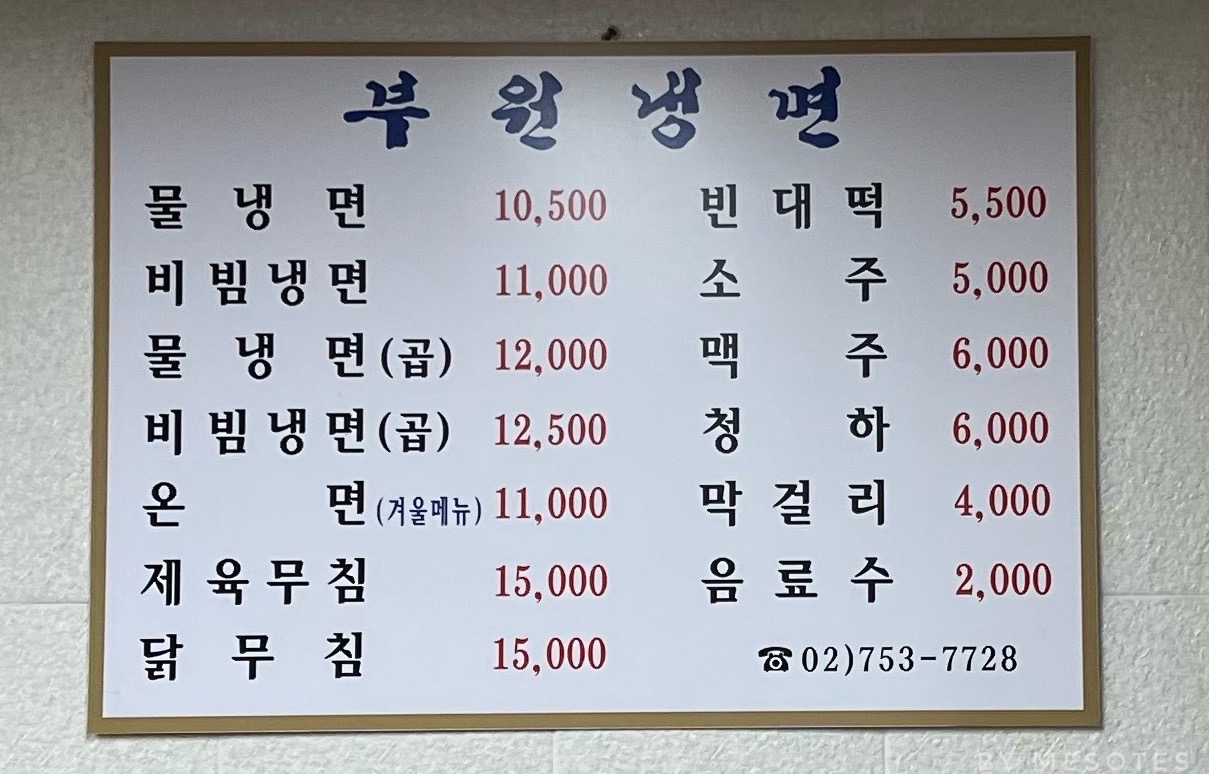 부원냉면
물냉면 10,500
비빔냉면 11,000
물냉면(곱) 12,000
비빔냉면(곱) 12,500
온면(겨울메뉴) 11,000
제육무침 15,000
닭무침 15,000
빈대떡 5,500
소주 5,000
맥주 6,000
청하 6,000
막걸리 4,000
음료수 2,000
☎02)753-7728
BY MESOTES